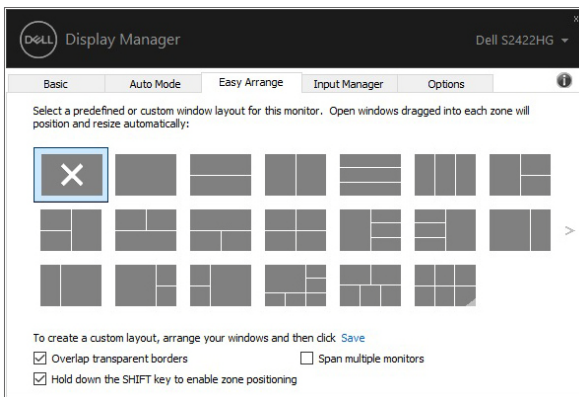 DELL Display Manager
Dell S2422HG
Basic Auto Mode Easy Arrange Input Manager Options
Select a predefined or custom window layout for this monitor. Open windows dragged into each zone will
position and resize automatically:
To create a custom layout, arrange your windows and then click Save
Overlap transparent borders
Span multiple monitors
Hold down the SHIFT key to enable zone positioning